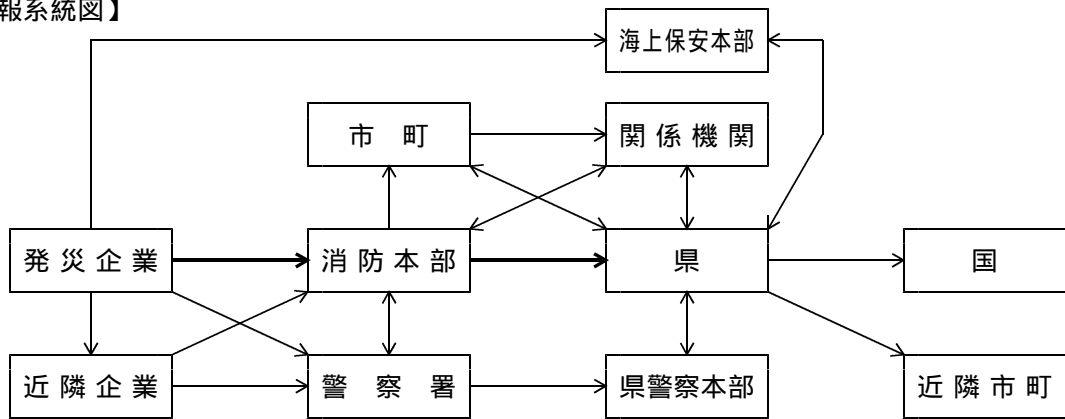 報系統図】
海上保安本部
市 町
関 係 機 関
発 災 企 業
消 防 本 部
県
国
近 隣 企 業
警 察 署
県警察本部
近 隣 市 町